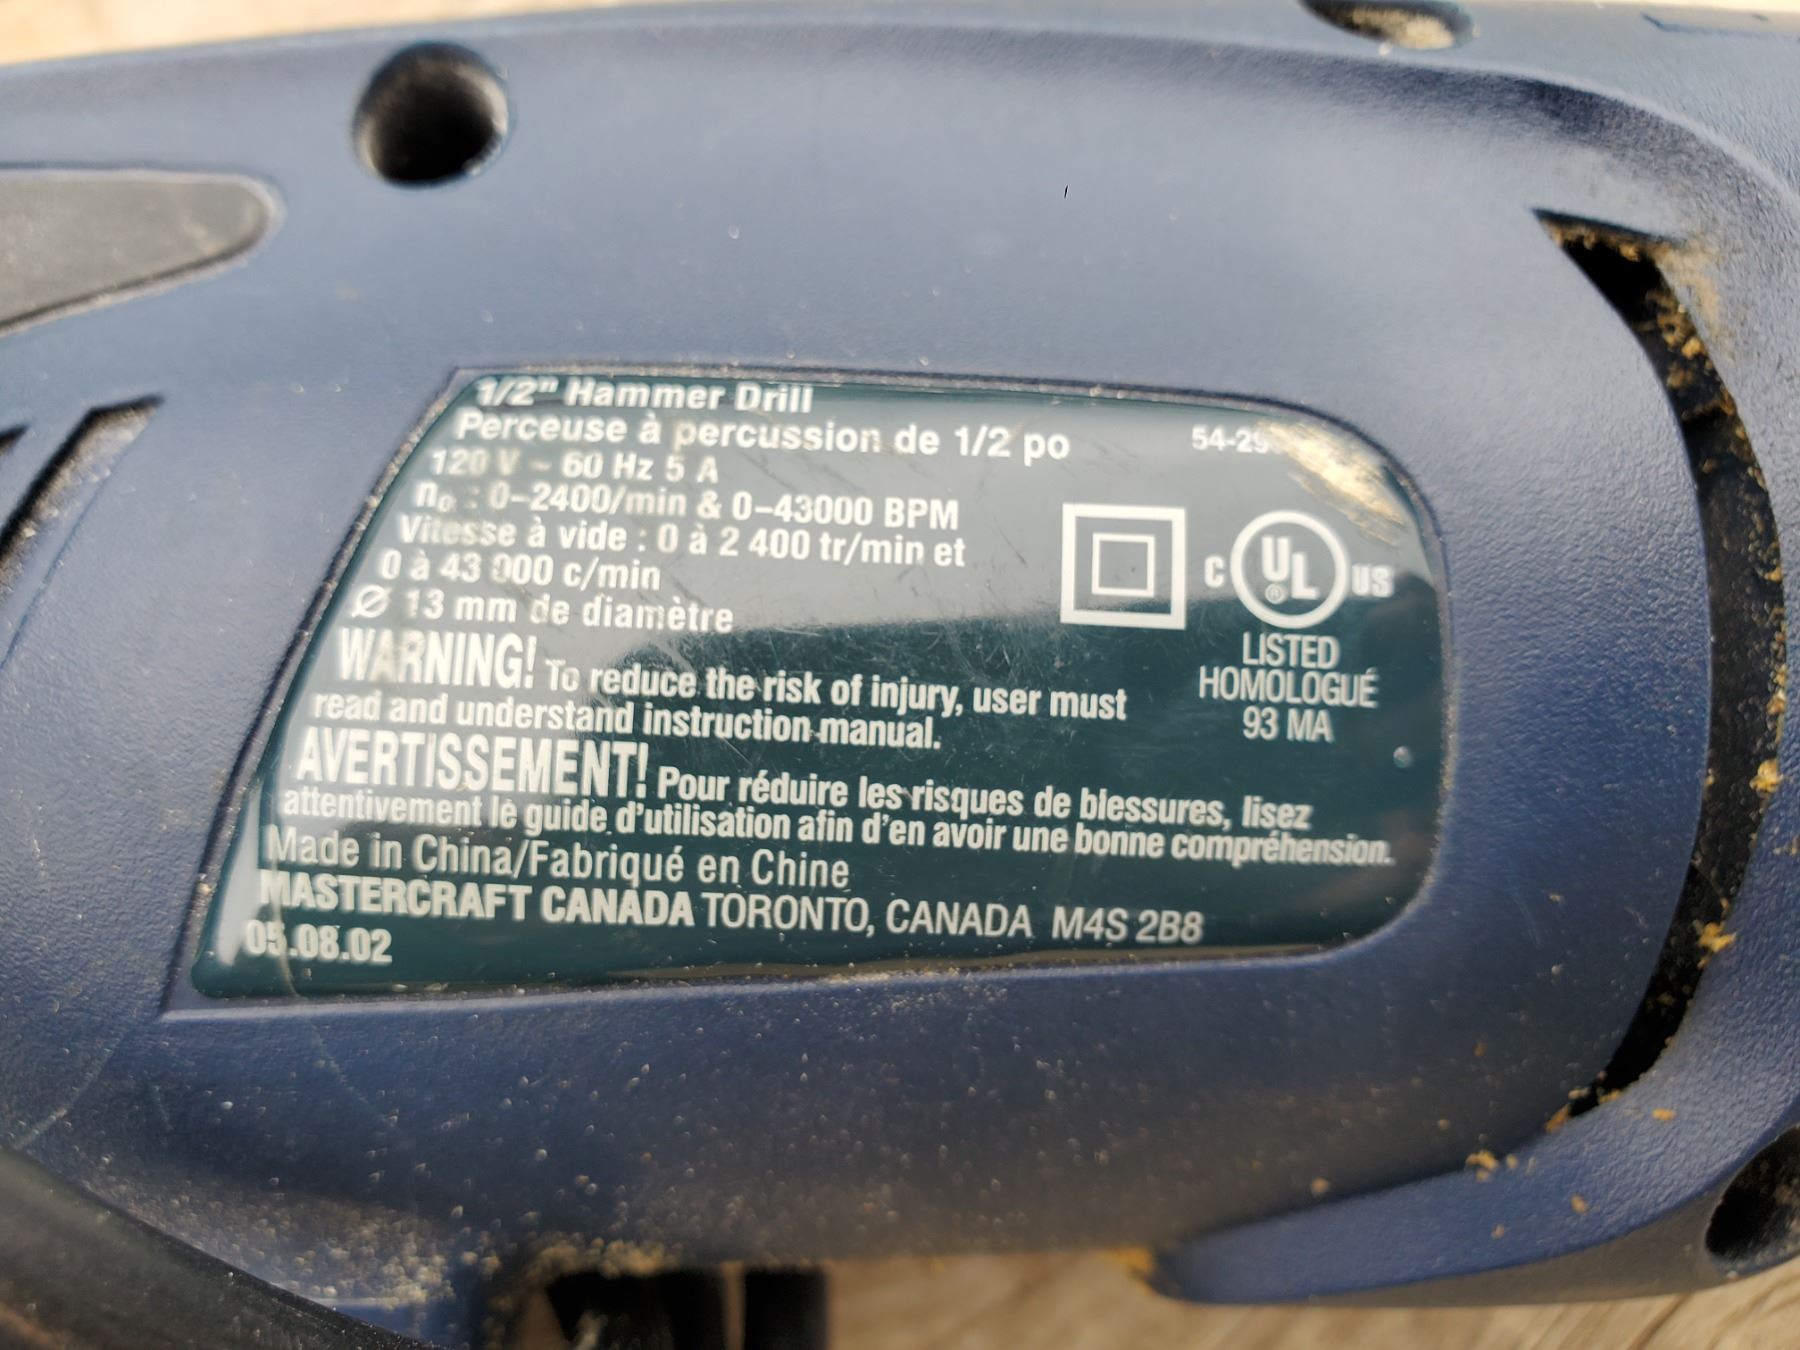 1/2" Hammer Drill
Perceuse à percussion de 1/2 po
54-29
120 V ~ 60 Hz 5 A
no : 0–2400/min & 0–43000 BPM
Vitesse à vide : 0 à 2 400 tr/min et
0 à 43 000 c/min
Ø 13 mm de diamètre
C UL ® US
LISTED
HOMOLOGUÉ
93 MA
WARNING! To reduce the risk of injury, user must
read and understand instruction manual.
AVERTISSEMENT! Pour réduire les risques de blessures, lisez
attentivement le guide d'utilisation afin d'en avoir une bonne compréhension.
Made in China/Fabriqué en Chine
MASTERCRAFT CANADA TORONTO, CANADA M4S 2B8
05.08.02